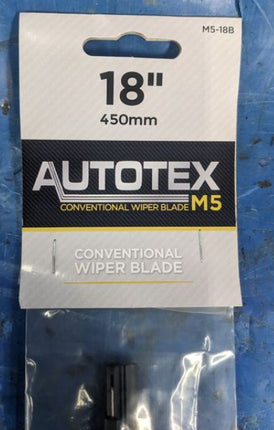 M5-18B
18"
450mm
AUTOTEX
CONVENTIONAL WIPER BLADE M5
CONVENTIONAL
WIPER BLADE